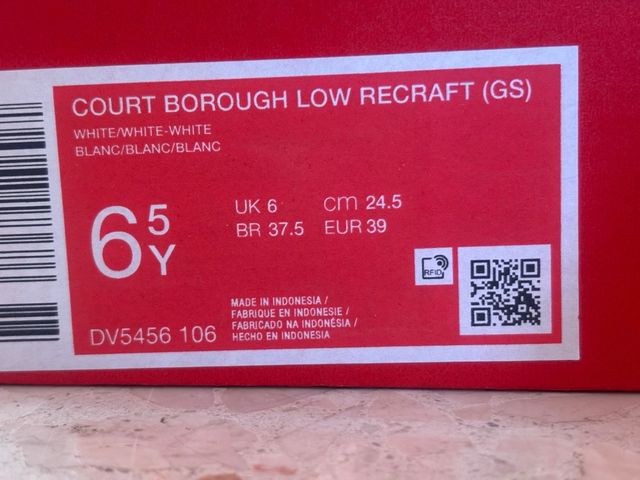 COURT BOROUGH LOW RECRAFT (GS)
WHITE/WHITE-WHITE
BLANC/BLANC/BLANC
6 5 Y
UK 6 cm 24.5
BR 37.5 EUR 39
RFID
MADE IN INDONESIA /
FABRIQUE EN INDONESIE /
FABRICADO NA INDONÉSIA /
HECHO EN INDONESIA
DV5456 106